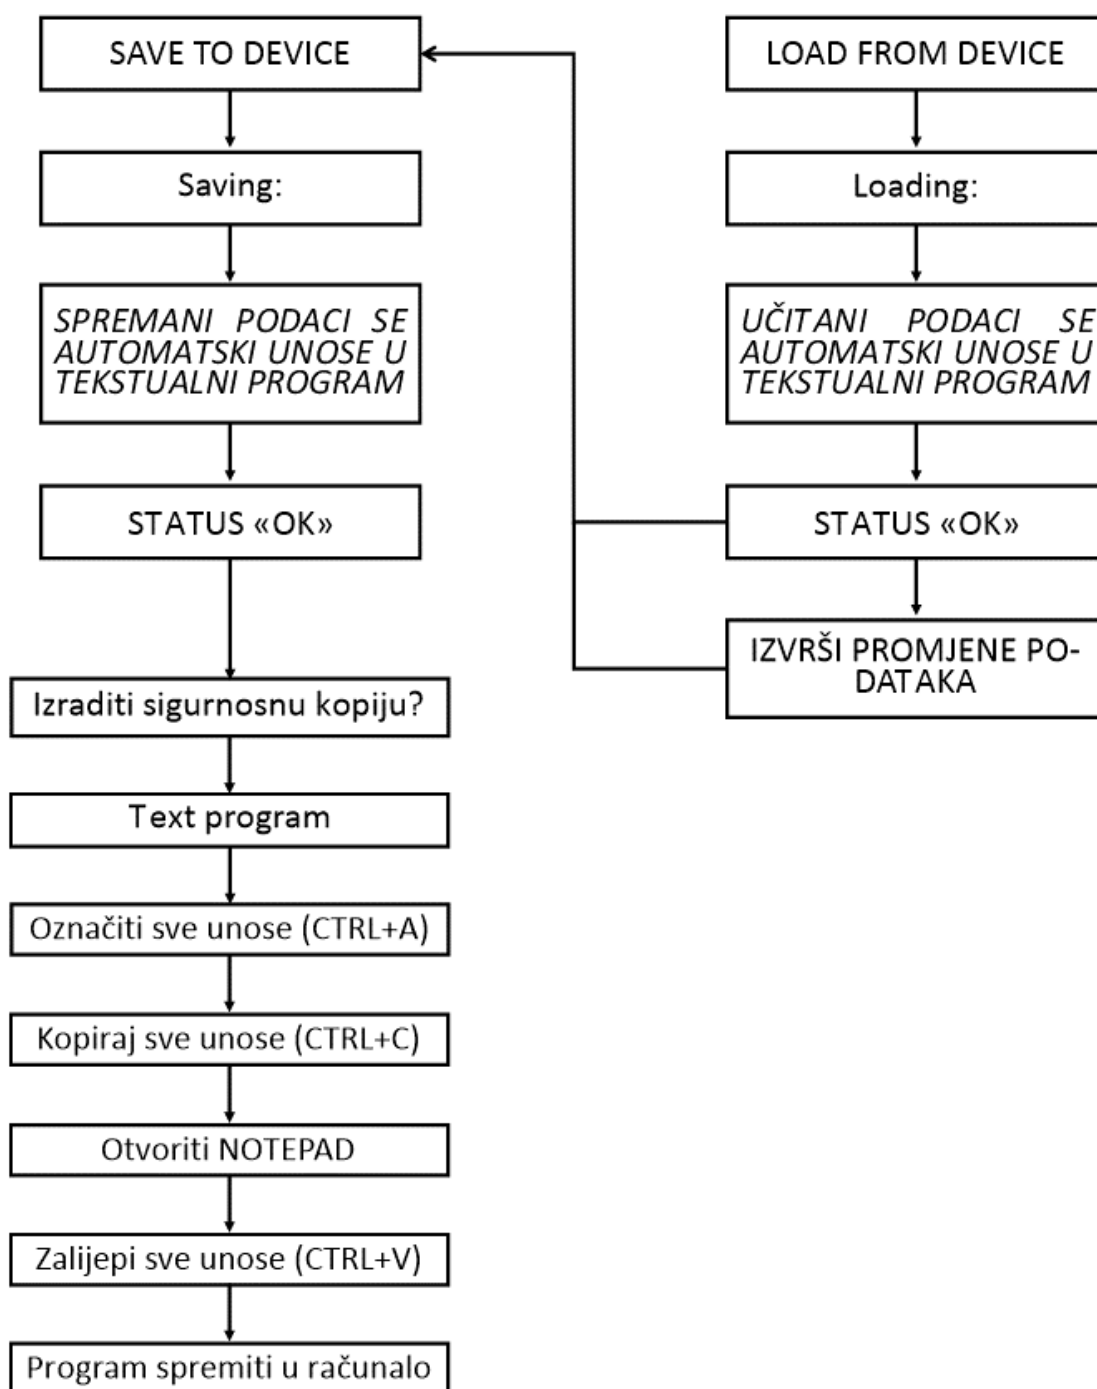 SAVE TO DEVICE
Saving:
SPREMANI PODACI SE
AUTOMATSKI UNOSE U
TEKSTUALNI PROGRAM
STATUS «OK»
Izraditi sigurnosnu kopiju?
Text program
Označiti sve unose (CTRL+A)
Kopiraj sve unose (CTRL+C)
Otvoriti NOTEPAD
Zalijepi sve unose (CTRL+V)
Program spremiti u računalo
LOAD FROM DEVICE
Loading:
UČITANI PODACI SE
AUTOMATSKI UNOSE U
TEKSTUALNI PROGRAM
STATUS «OK»
IZVRŠI PROMJENE PO-
DATAKA